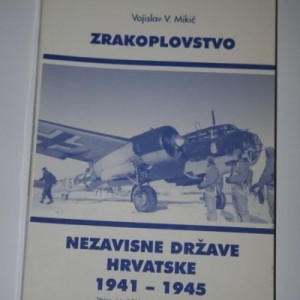 Vojislav V. Mikić
ZRAKOPLOVSTVO
NEZAVISNE DRŽAVE
HRVATSKE
1941 – 1945